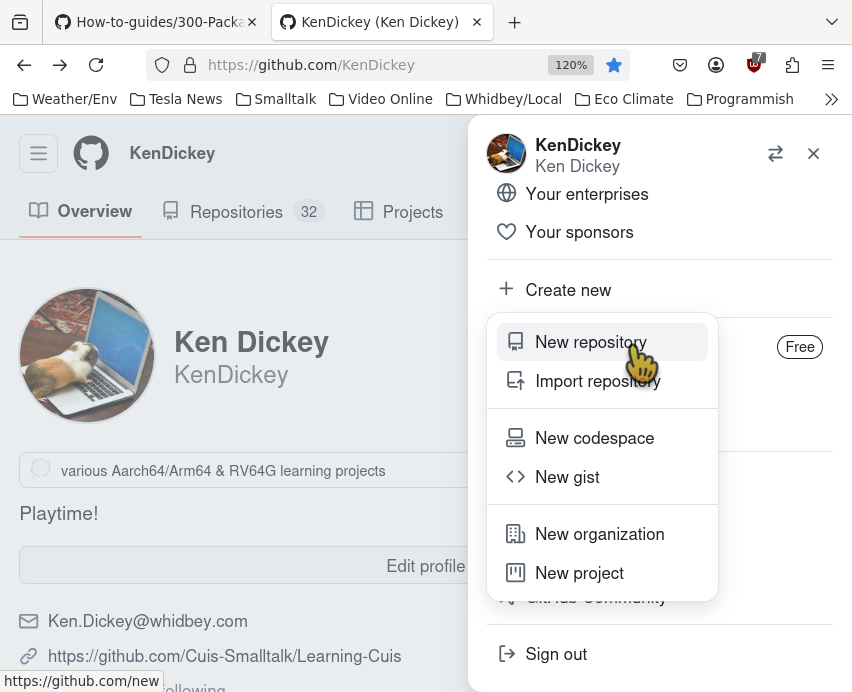 How-to-guides/300-Packa
KenDickey (Ken Dickey)
https://github.com/KenDickey
120%
7
Weather/Env
Tesla News
Smalltalk
Video Online
Whidbey/Local
Eco Climate
Programmish
KenDickey
KenDickey
Ken Dickey
Overview
Repositories 32
Projects
Your enterprises
Your sponsors
Create new
New repository
Free
Import repository
New codespace
New gist
New organization
New project
GitHub Community
Sign out
Ken Dickey
KenDickey
various Aarch64/Arm64 & RV64G learning projects
Playtime!
Edit profile
Ken.Dickey@whidbey.com
https://github.com/Cuis-Smalltalk/Learning-Cuis
following
https://github.com/new